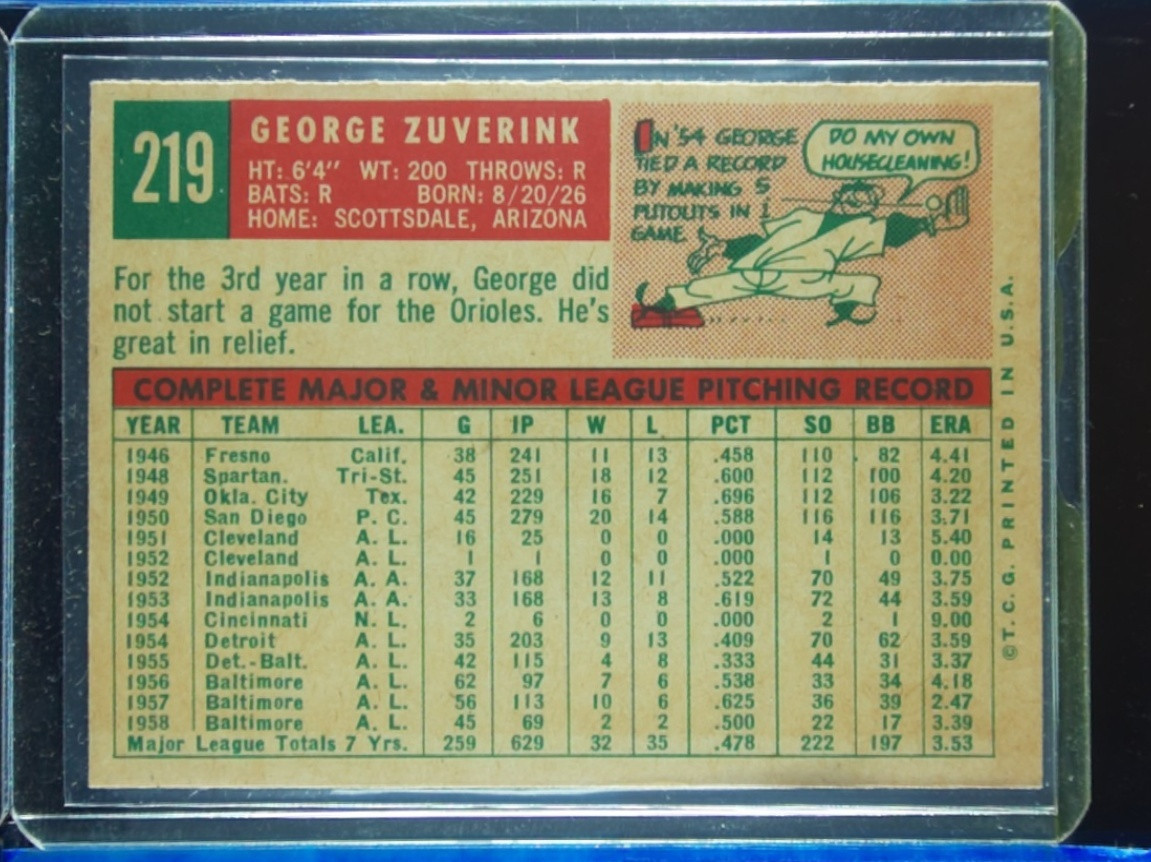 219
GEORGE ZUVERINK
HT: 6'4" WT: 200 THROWS: R
BATS: R BORN: 8/20/26
HOME: SCOTTSDALE, ARIZONA
IN '54 GEORGE
TIED A RECORD
BY MAKING 5
PUTOUTS IN 1
GAME.
DO MY OWN
HOUSECLEANING!
For the 3rd year in a row, George did
not start a game for the Orioles. He's
great in relief.
COMPLETE MAJOR & MINOR LEAGUE PITCHING RECORD
YEAR TEAM LEA. G IP W L PCT SO BB ERA
1946 Fresno Calif. 38 241 11 13 .458 110 82 4.41
1948 Spartan. Tri-St. 45 251 18 12 .600 112 100 4.20
1949 Okla. City Tex. 42 229 16 7 .696 112 106 3.22
1950 San Diego P. C. 45 279 20 14 .588 116 116 3.71
1951 Cleveland A. L. 16 25 0 0 .000 14 13 5.40
1952 Cleveland A. L. 1 1 0 0 .000 1 0 0.00
1952 Indianapolis A. A. 37 168 12 11 .522 70 49 3.75
1953 Indianapolis A. A. 33 168 13 8 .619 72 44 3.59
1954 Cincinnati N. L. 2 6 0 0 .000 2 1 9.00
1954 Detroit A. L. 35 203 9 13 .409 70 62 3.59
1955 Det.-Balt. A. L. 42 115 4 8 .333 44 31 3.37
1956 Baltimore A. L. 62 97 7 6 .538 33 34 4.18
1957 Baltimore A. L. 56 113 10 6 .625 36 39 2.47
1958 Baltimore A. L. 45 69 2 2 .500 22 17 3.39
Major League Totals 7 Yrs. 259 629 32 35 .478 222 197 3.53
©T. C. G. PRINTED IN U.S.A.